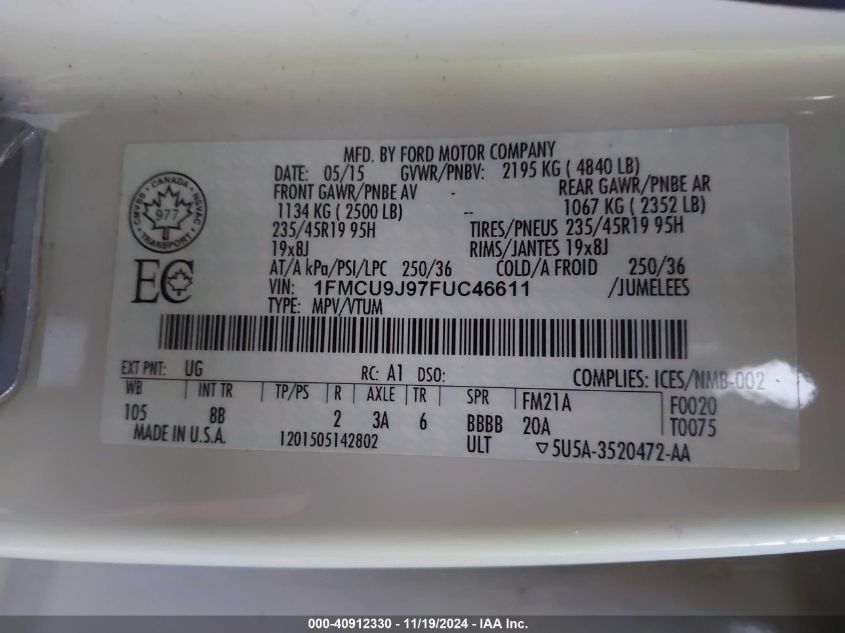 MFD. BY FORD MOTOR COMPANY
DATE: 05/15 GVWR/PNBV: 2195 KG ( 4840 LB)
FRONT GAWR/PNBE AV - REAR GAWR/PNBE AR
1134 KG ( 2500 LB) -- 1067 KG ( 2352 LB)
235/45R19 95H TIRES/PNEUS 235/45R19 95H
19x8J RIMS/JANTES 19x8J
AT/A kPa/PSI/LPC 250/36 COLD/A FROID 250/36
VIN: 1FMCU9J97FUC46611 /JUMELEES
TYPE: MPV/VTUM
CANADA
977
TRANSPORT
EC
EXT PNT: UG RC: A1 DSO: COMPLIES: ICES/NMB-002
WB INT TR TP/PS R AXLE TR SPR FM21A F0020
105 8B 2 3A 6 BBBB 20A T0075
MADE IN U.S.A. 1201505142802 ULT ▽5U5A-3520472-AA
000-40912330 - 11/19/2024 - IAA Inc.